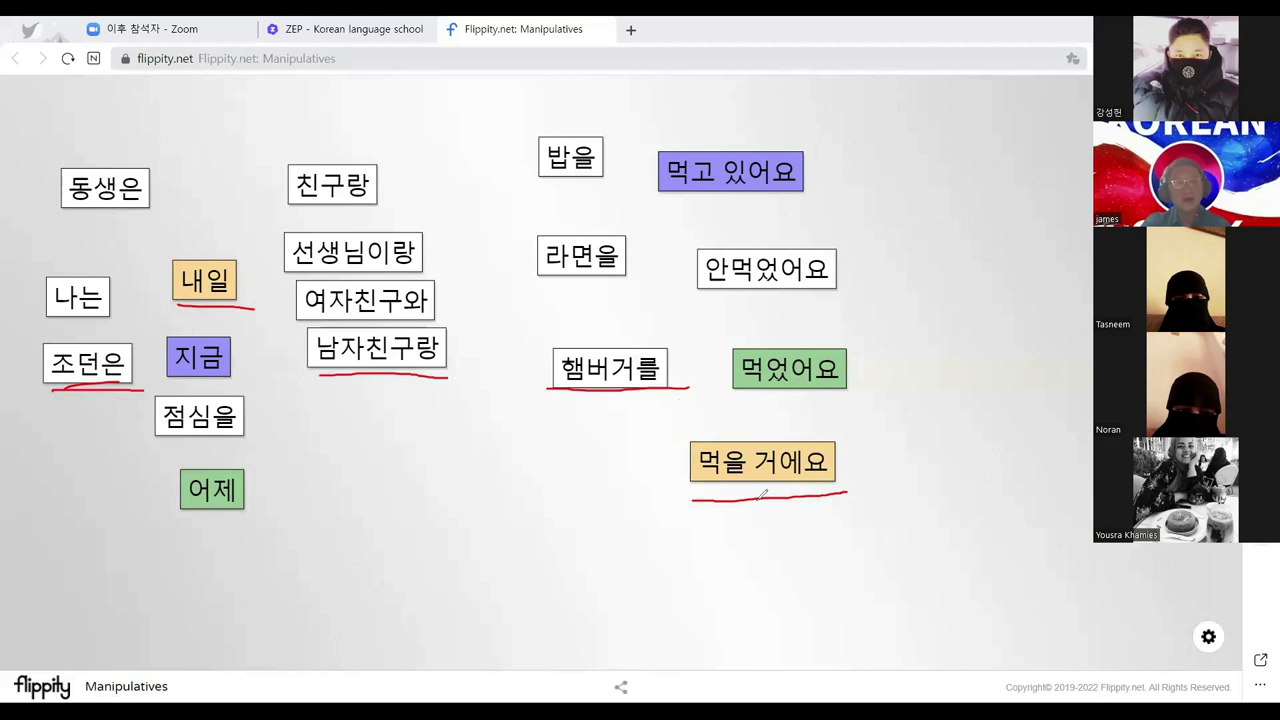 이후 참석자 - Zoom
ZEP - Korean language school
Flippity.net: Manipulatives
flippity.net Flippity.net: Manipulatives
동생은
친구랑
밥을
먹고 있어요
선생님이랑
라면을
안먹었어요
나는
내일
여자친구와
조던은
지금
남자친구랑
햄버거를
먹었어요
점심을
먹을 거에요
어제
강성헌
KOREAN
james
Tasneem
Noran
Yousra Khamies
flippity
Manipulatives
Copyright© 2019-2022 Flippity.net. All Rights Reserved.